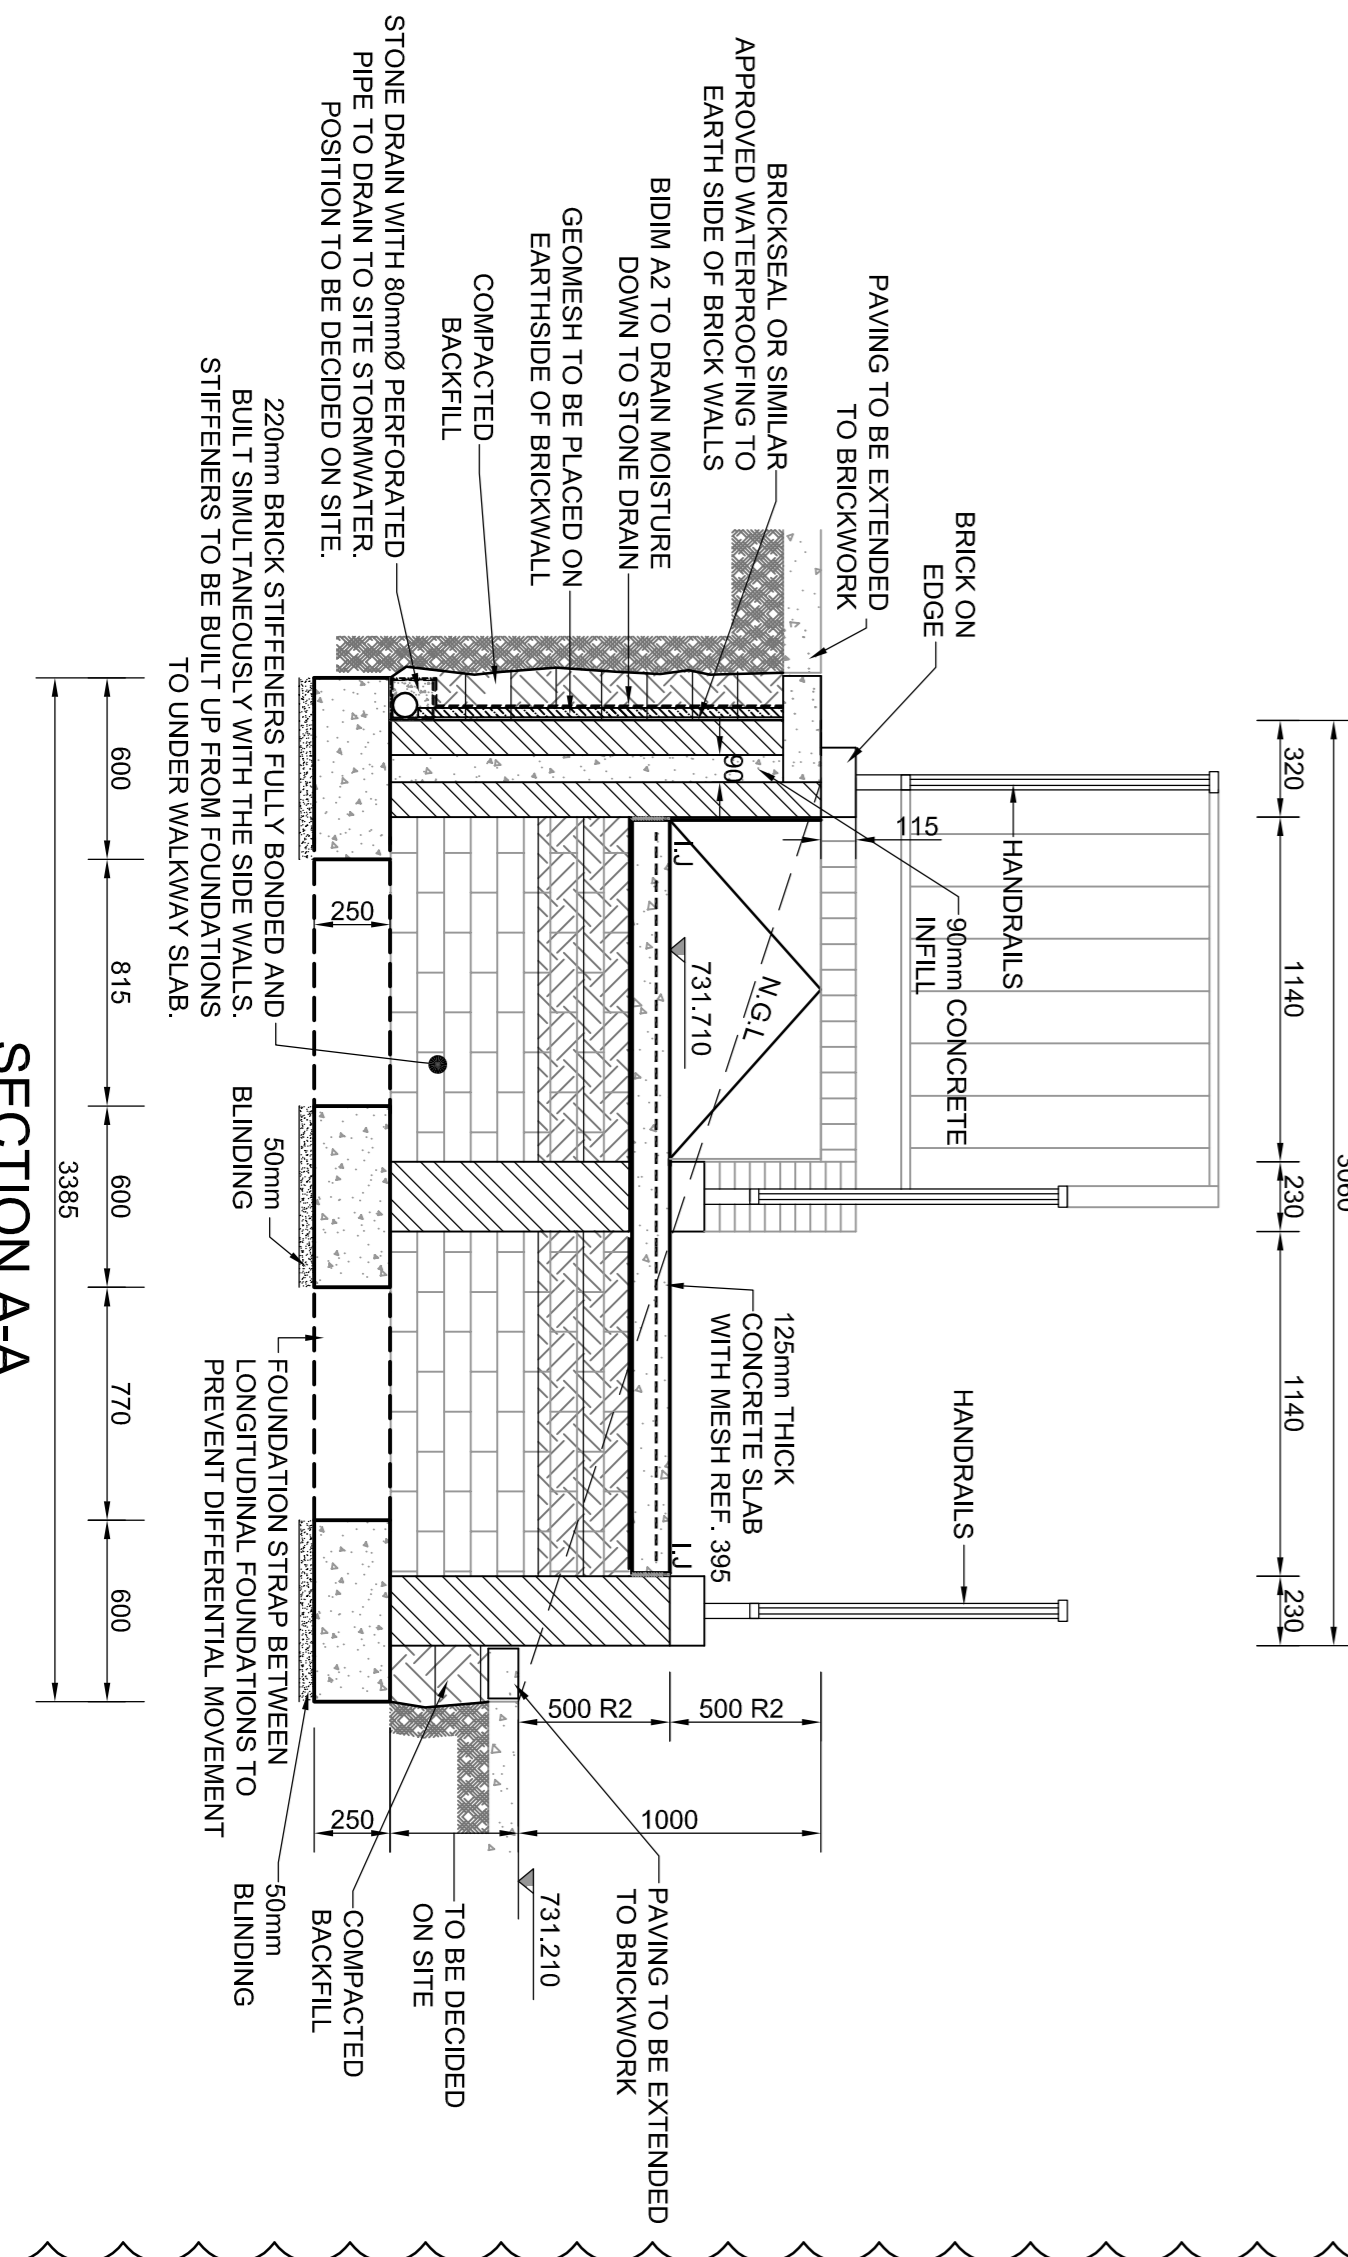 3060
320
1140
230
1140
230
HANDRAILS
90mm CONCRETE
INFILL
115
HANDRAILS
BRICK ON
EDGE
PAVING TO BE EXTENDED
TO BRICKWORK
BRICKSEAL OR SIMILAR
APPROVED WATERPROOFING TO
EARTH SIDE OF BRICK WALLS
BIDIM A2 TO DRAIN MOISTURE
DOWN TO STONE DRAIN
GEOMESH TO BE PLACED ON
EARTHSIDE OF BRICKWALL
COMPACTED
BACKFILL
STONE DRAIN WITH 80mmØ PERFORATED
PIPE TO DRAIN TO SITE STORMWATER.
POSITION TO BE DECIDED ON SITE.
220mm BRICK STIFFENERS FULLY BONDED AND
BUILT SIMULTANEOUSLY WITH THE SIDE WALLS.
STIFFENERS TO BE BUILT UP FROM FOUNDATIONS
TO UNDER WALKWAY SLAB.
90
I.J
731.710
N.G.L
125mm THICK
CONCRETE SLAB
WITH MESH REF. 395
I.J
500 R2
500 R2
1000
250
250
731.210
PAVING TO BE EXTENDED
TO BRICKWORK
TO BE DECIDED
ON SITE
COMPACTED
BACKFILL
50mm
BLINDING
50mm
BLINDING
FOUNDATION STRAP BETWEEN
LONGITUDINAL FOUNDATIONS TO
PREVENT DIFFERENTIAL MOVEMENT
600
815
600
770
600
3385
SECTION A-A